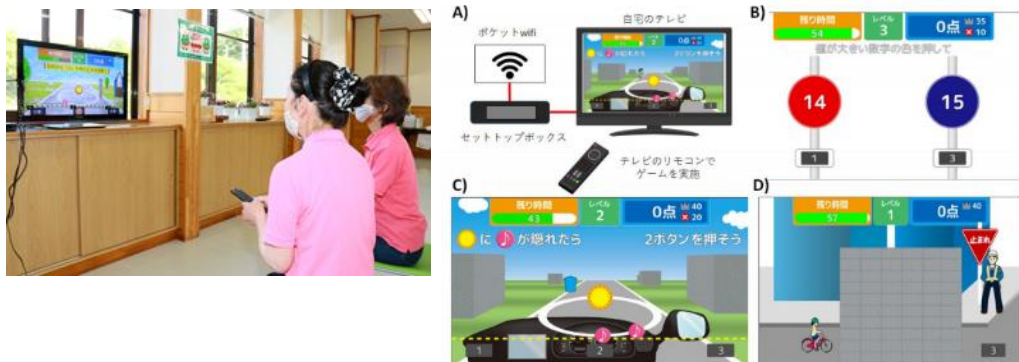 A)
自宅のテレビ
ポケットwifi
セットトップボックス
テレビのリモコンで
ゲームを実施
B)
残り時間
54
レベル
3
0点 35
×10
値が大きい数字の色を押して
14
15
1
3
C)
残り時間
43
レベル
2
0点 40
×20
に が隠れたら 2ボタンを押そう
1
2
3
D)
残り時間
57
レベル
1
0点 40
止まれ
3